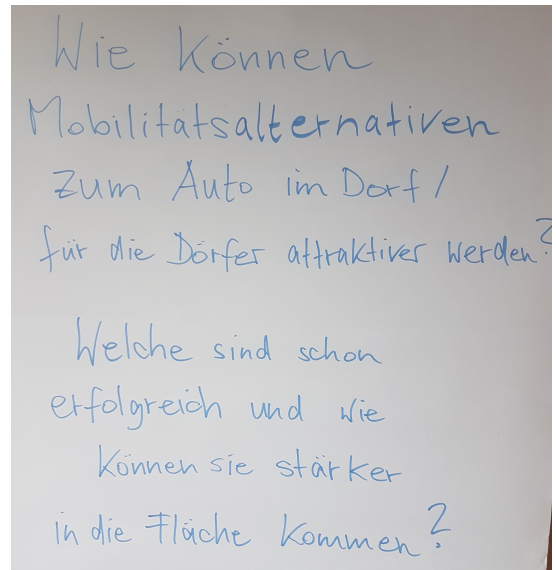 Wie können
Mobilitätsalternativen
zum Auto im Dorf /
für die Dörfer attraktiver werden?
Welche sind schon
erfolgreich und wie
können sie stärker
in die Fläche kommen?